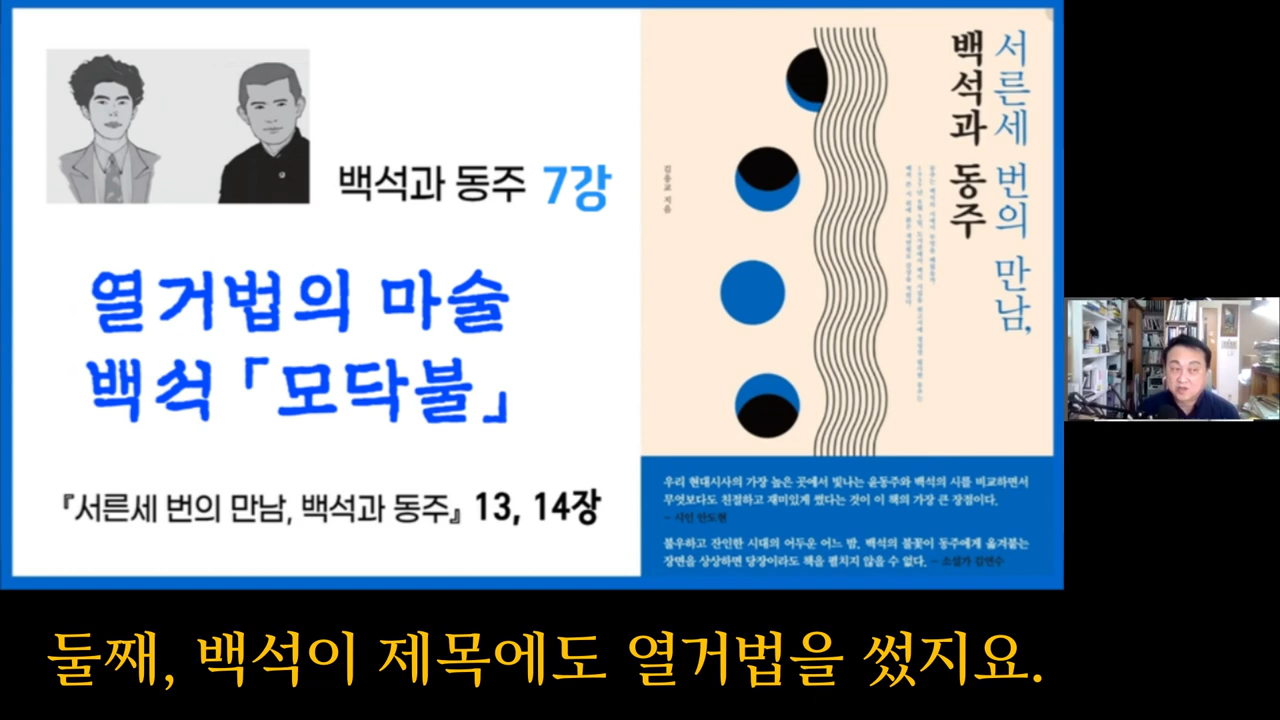 백석과 동주 7강
열거법의 마술
백석 「모닥불」
『서른세 번의 만남, 백석과 동주』 13, 14장
서른세 번의 만남,
백석과 동주
김응교 지음
우리 현대시사의 가장 높은 곳에서 빛나는 윤동주와 백석의 시를 비교하면서
무엇보다도 친절하고 재미있게 썼다는 것이 이 책의 가장 큰 장점이다.
- 시인 안도현
불우하고 잔인한 시대의 어두운 어느 밤, 백석의 불꽃이 동주에게 옮겨붙는
장면을 상상하면 당장이라도 책을 펼치지 않을 수 없다. - 소설가 김연수
둘째, 백석이 제목에도 열거법을 썼지요.